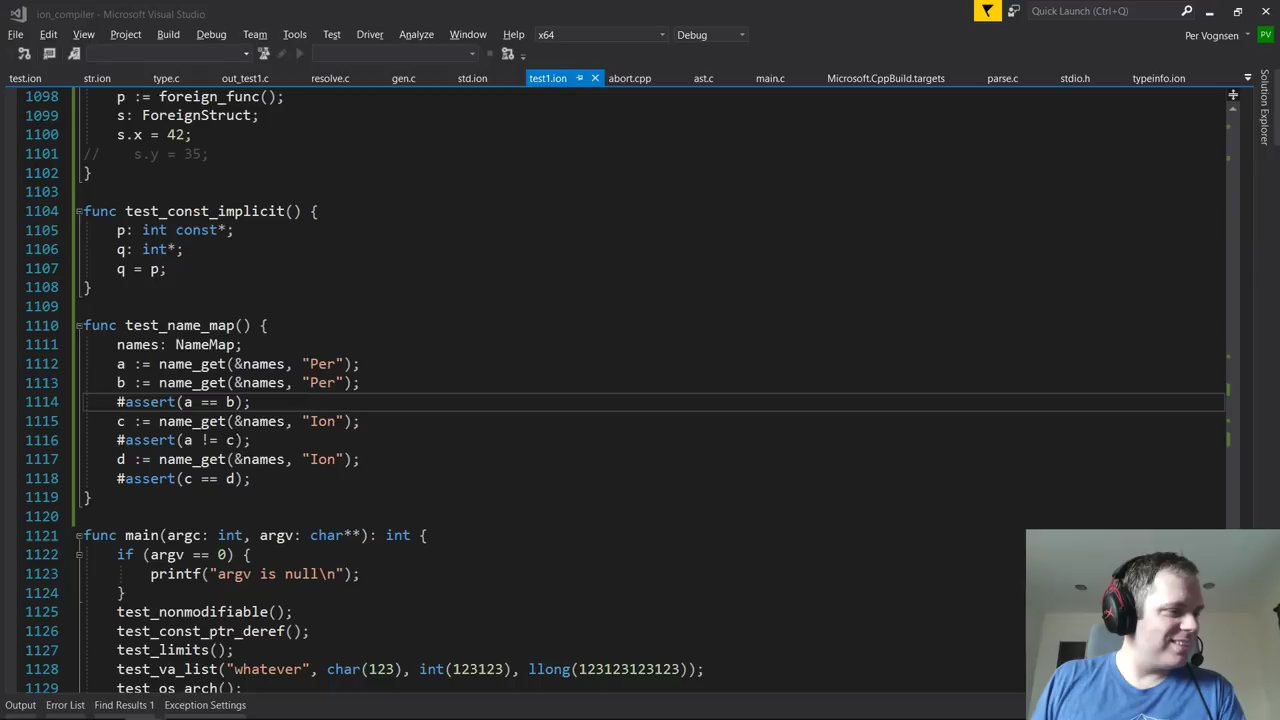 ion_compiler - Microsoft Visual Studio
Quick Launch (Ctrl+Q)
File Edit View Project Build Debug Team Tools Test Driver Analyze Window Help x64 Debug
Per Vognsen PV
test.ion str.ion type.c out_test1.c resolve.c gen.c std.ion test1.ion abort.cpp ast.c main.c Microsoft.CppBuild.targets parse.c stdio.h typeinfo.ion
Solution Explorer
1098 p := foreign_func();
1099 s: ForeignStruct;
1100 s.x = 42;
1101 // s.y = 35;
1102 }
1103
1104 func test_const_implicit() {
1105 p: int const*;
1106 q: int*;
1107 q = p;
1108 }
1109
1110 func test_name_map() {
1111 names: NameMap;
1112 a := name_get(&names, "Per");
1113 b := name_get(&names, "Per");
1114 #assert(a == b);
1115 c := name_get(&names, "Ion");
1116 #assert(a != c);
1117 d := name_get(&names, "Ion");
1118 #assert(c == d);
1119 }
1120
1121 func main(argc: int, argv: char**): int {
1122 if (argv == 0) {
1123 printf("argv is null\n");
1124 }
1125 test_nonmodifiable();
1126 test_const_ptr_deref();
1127 test_limits();
1128 test_va_list("whatever", char(123), int(123123), llong(123123123123));
1129 test_os_arch();
Output Error List Find Results 1 Exception Settings